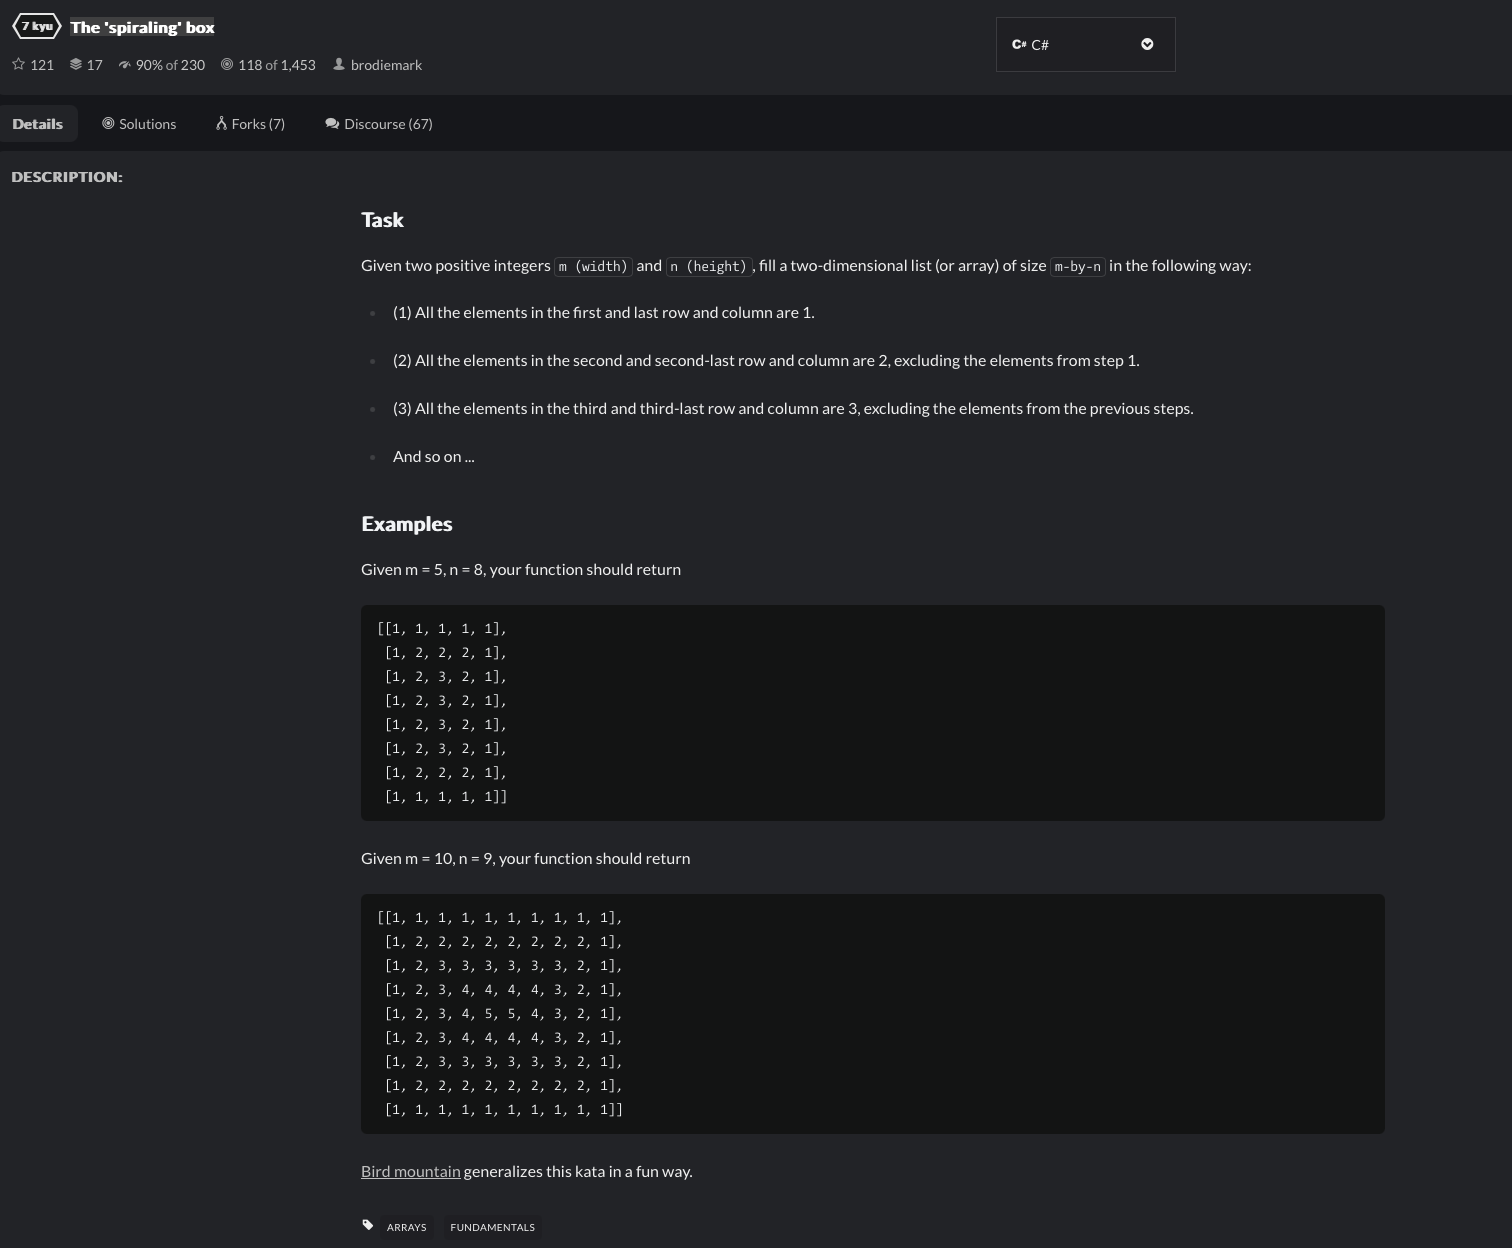 7 kyu The 'spiraling' box
C# C#
121 17 90% of 230 118 of 1,453 brodiemark
Details Solutions Forks (7) Discourse (67)
DESCRIPTION:
Task
Given two positive integers m (width) and n (height), fill a two-dimensional list (or array) of size m-by-n in the following way:
• (1) All the elements in the first and last row and column are 1.
• (2) All the elements in the second and second-last row and column are 2, excluding the elements from step 1.
• (3) All the elements in the third and third-last row and column are 3, excluding the elements from the previous steps.
• And so on ...
Examples
Given m = 5, n = 8, your function should return
[[1, 1, 1, 1, 1],
[1, 2, 2, 2, 1],
[1, 2, 3, 2, 1],
[1, 2, 3, 2, 1],
[1, 2, 3, 2, 1],
[1, 2, 3, 2, 1],
[1, 2, 2, 2, 1],
[1, 1, 1, 1, 1]]
Given m = 10, n = 9, your function should return
[[1, 1, 1, 1, 1, 1, 1, 1, 1, 1],
[1, 2, 2, 2, 2, 2, 2, 2, 2, 1],
[1, 2, 3, 3, 3, 3, 3, 3, 2, 1],
[1, 2, 3, 4, 4, 4, 4, 3, 2, 1],
[1, 2, 3, 4, 5, 5, 4, 3, 2, 1],
[1, 2, 3, 4, 4, 4, 4, 3, 2, 1],
[1, 2, 3, 3, 3, 3, 3, 3, 2, 1],
[1, 2, 2, 2, 2, 2, 2, 2, 2, 1],
[1, 1, 1, 1, 1, 1, 1, 1, 1, 1]]
Bird mountain generalizes this kata in a fun way.
ARRAYS FUNDAMENTALS